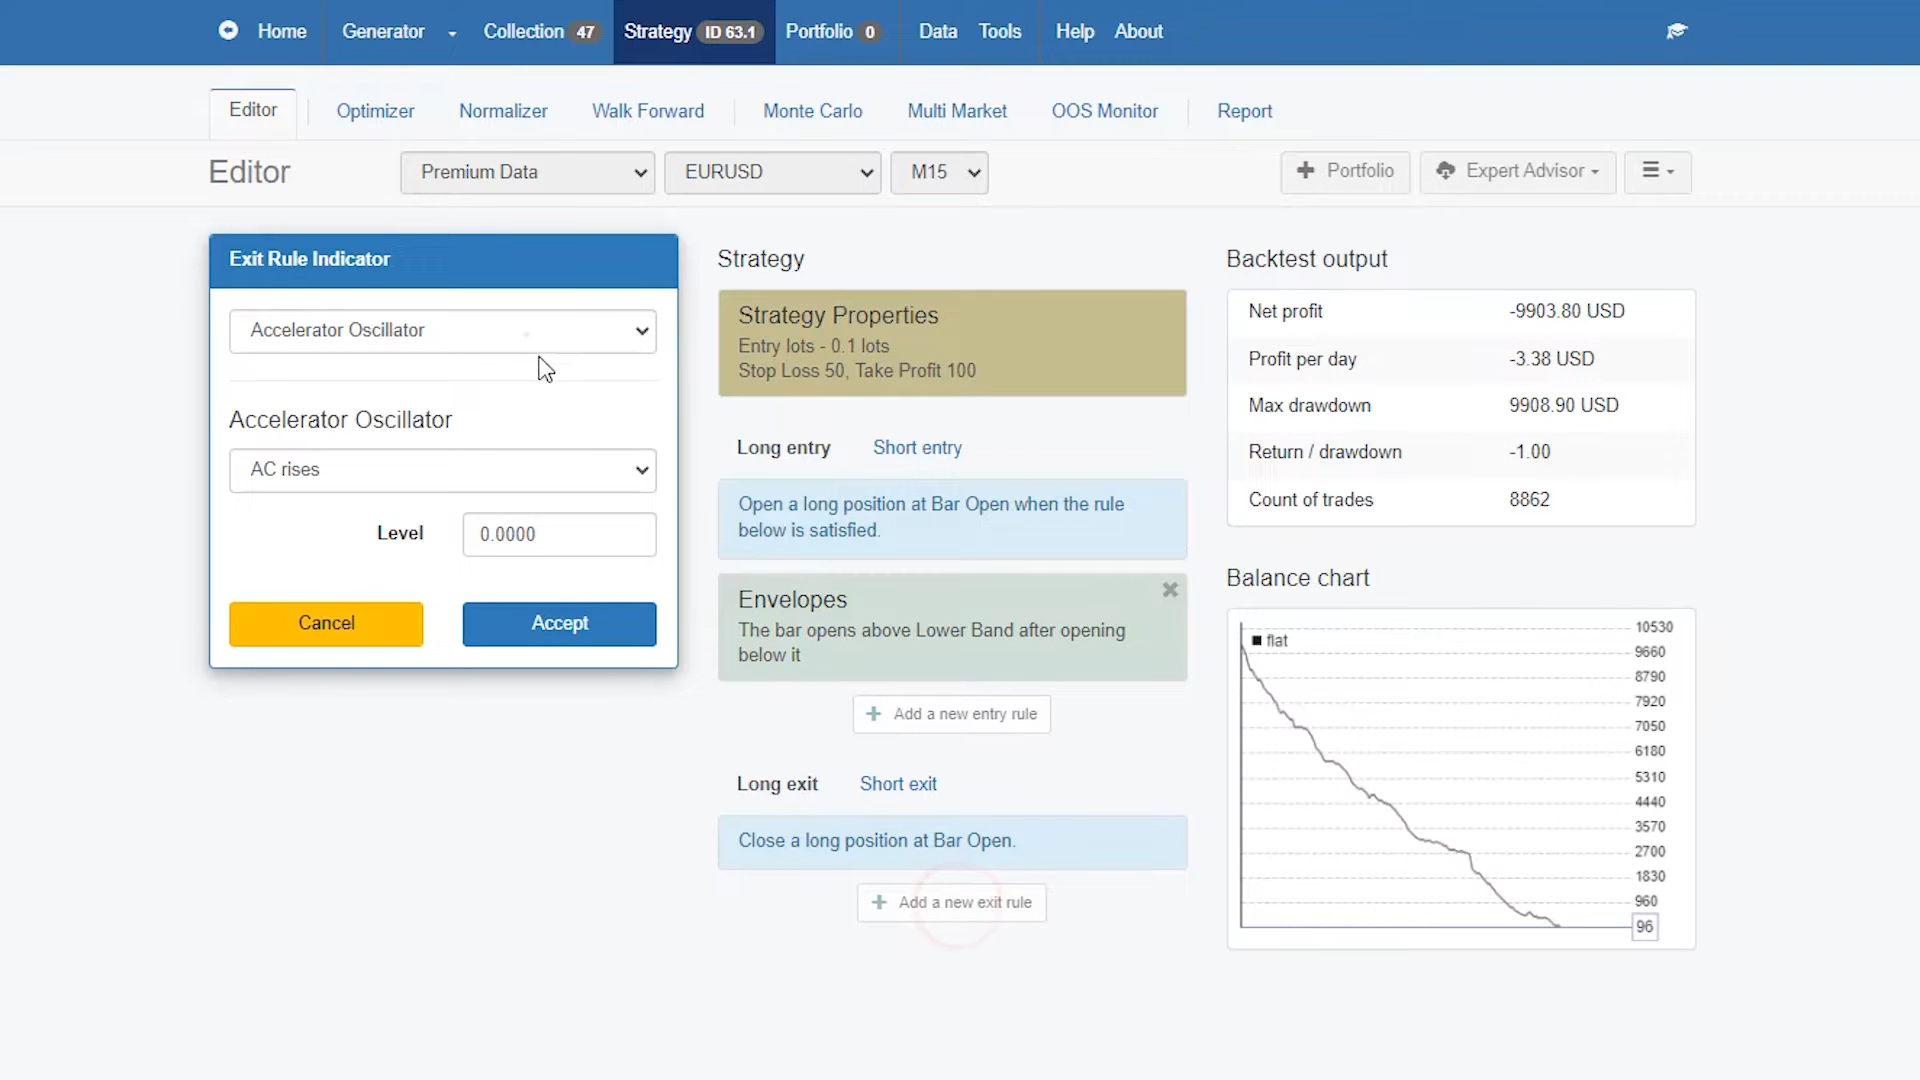 Home
Generator
Collection 47
Strategy ID 63.1
Portfolio 0
Data
Tools
Help
About
Editor
Optimizer
Normalizer
Walk Forward
Monte Carlo
Multi Market
OOS Monitor
Report
Editor
Premium Data
EURUSD
M15
Portfolio
Expert Advisor
Exit Rule Indicator
Accelerator Oscillator
Accelerator Oscillator
AC rises
Level 0.0000
Cancel
Accept
Strategy
Strategy Properties
Entry lots - 0.1 lots
Stop Loss 50, Take Profit 100
Long entry
Short entry
Open a long position at Bar Open when the rule
below is satisfied.
Envelopes
The bar opens above Lower Band after opening
below it
Add a new entry rule
Long exit
Short exit
Close a long position at Bar Open.
Add a new exit rule
Backtest output
Net profit -9903.80 USD
Profit per day -3.38 USD
Max drawdown 9908.90 USD
Return / drawdown -1.00
Count of trades 8862
Balance chart
flat
10530
9660
8790
7920
7050
6180
5310
4440
3570
2700
1830
960
96